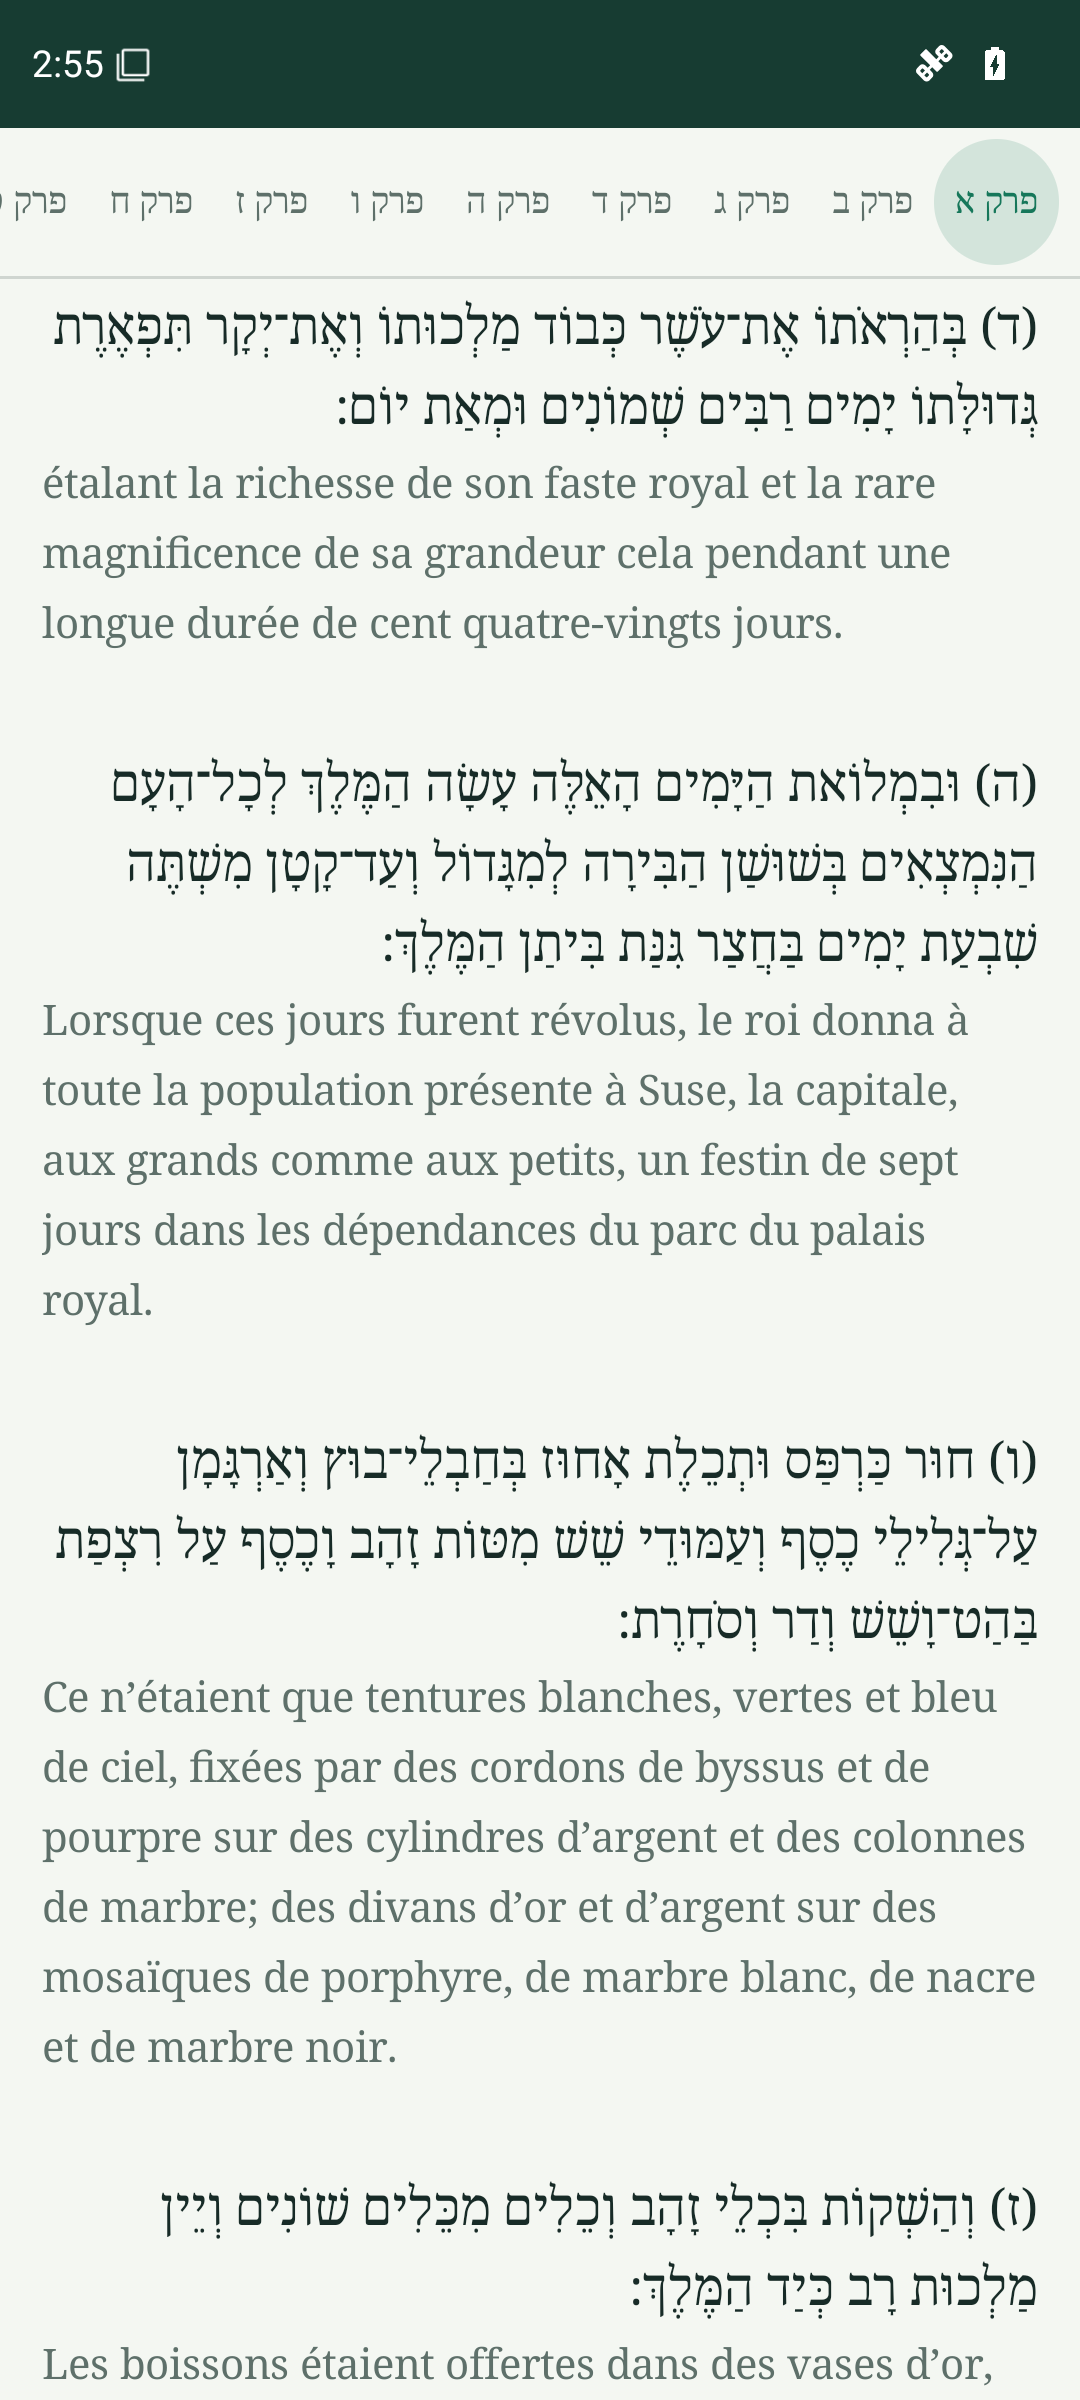 2:55
פרק א פרק ב פרק ג פרק ד פרק ה פרק ו פרק ז פרק ח פרק
(ד) בְּהַרְאֹתוֹ אֶת־עֹשֶׁר כְּבוֹד מַלְכוּתוֹ וְאֶת־יְקָר תִּפְאֶרֶת
גְּדוּלָּתוֹ יָמִים רַבִּים שְׁמוֹנִים וּמְאַת יוֹם:
étalant la richesse de son faste royal et la rare
magnificence de sa grandeur cela pendant une
longue durée de cent quatre-vingts jours.
(ה) וּבִמְלוֹאת הַיָּמִים הָאֵלֶּה עָשָׂה הַמֶּלֶךְ לְכׇל־הָעָם
הַנִּמְצְאִים בְּשׁוּשַׁן הַבִּירָה לְמִגָּדוֹל וְעַד־קָטָן מִשְׁתֶּה
שִׁבְעַת יָמִים בַּחֲצַר גִּנַּת בִּיתַן הַמֶּלֶךְ:
Lorsque ces jours furent révolus, le roi donna à
toute la population présente à Suse, la capitale,
aux grands comme aux petits, un festin de sept
jours dans les dépendances du parc du palais
royal.
(ו) חוּר כַּרְפַּס וּתְכֵלֶת אָחוּז בְּחַבְלֵי־בוּץ וְאַרְגָּמָן
עַל־גְּלִילֵי כֶסֶף וְעַמּוּדֵי שֵׁשׁ מִטּוֹת זָהָב וָכֶסֶף עַל רִצְפַת
בַּהַט־וָשֵׁשׁ וְדַר וְסֹחָרֶת:
Ce n’étaient que tentures blanches, vertes et bleu
de ciel, fixées par des cordons de byssus et de
pourpre sur des cylindres d’argent et des colonnes
de marbre; des divans d’or et d’argent sur des
mosaïques de porphyre, de marbre blanc, de nacre
et de marbre noir.
(ז) וְהַשְׁקוֹת בִּכְלֵי זָהָב וְכֵלִים מִכֵּלִים שׁוֹנִים וְיֵין
מַלְכוּת רָב כְּיַד הַמֶּלֶךְ:
Les boissons étaient offertes dans des vases d’or,